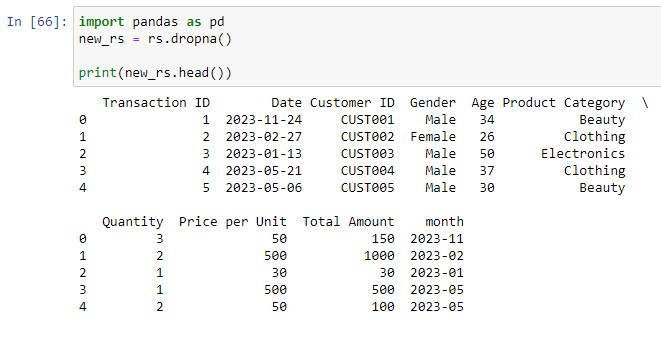 In [66]: import pandas as pd
new_rs = rs.dropna()
print(new_rs.head())
Transaction ID Date Customer ID Gender Age Product Category \
0 1 2023-11-24 CUST001 Male 34 Beauty
1 2 2023-02-27 CUST002 Female 26 Clothing
2 3 2023-01-13 CUST003 Male 50 Electronics
3 4 2023-05-21 CUST004 Male 37 Clothing
4 5 2023-05-06 CUST005 Male 30 Beauty
Quantity Price per Unit Total Amount month
0 3 50 150 2023-11
1 2 500 1000 2023-02
2 1 30 30 2023-01
3 1 500 500 2023-05
4 2 50 100 2023-05